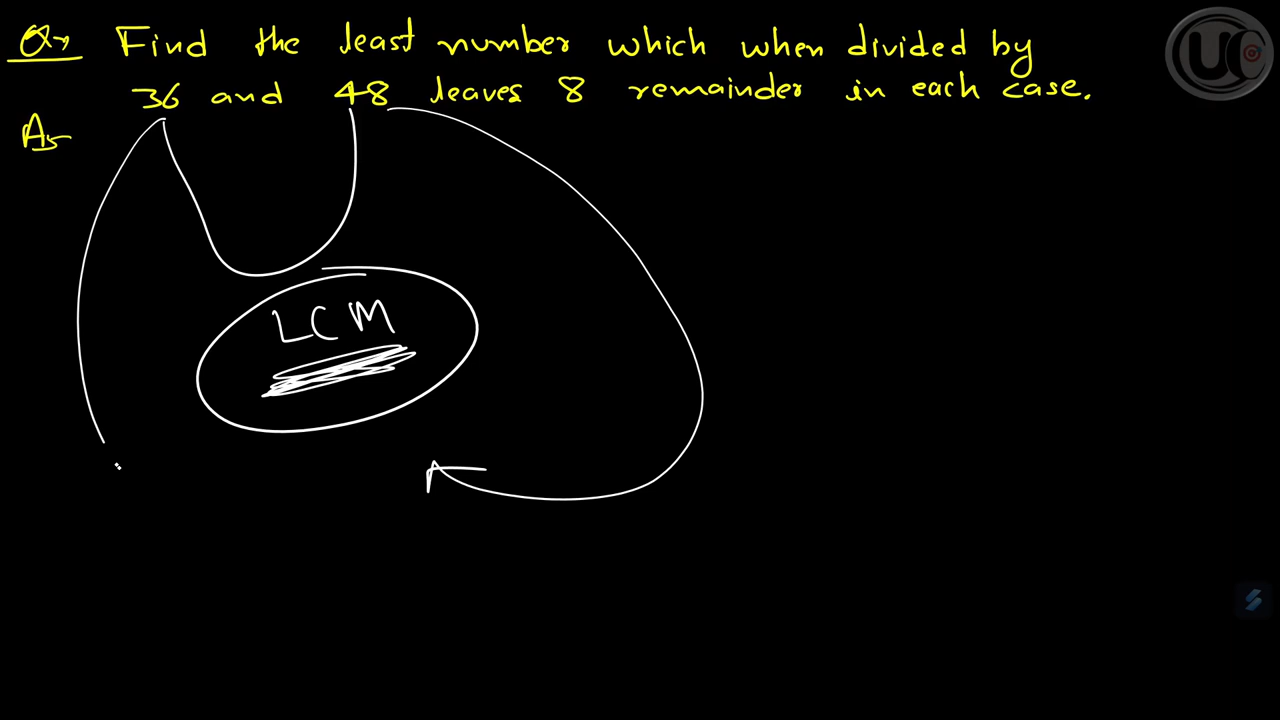 Q→ Find the least number which when divided by
36 and 48 leaves 8 remainder in each case.
As
LCM
UC